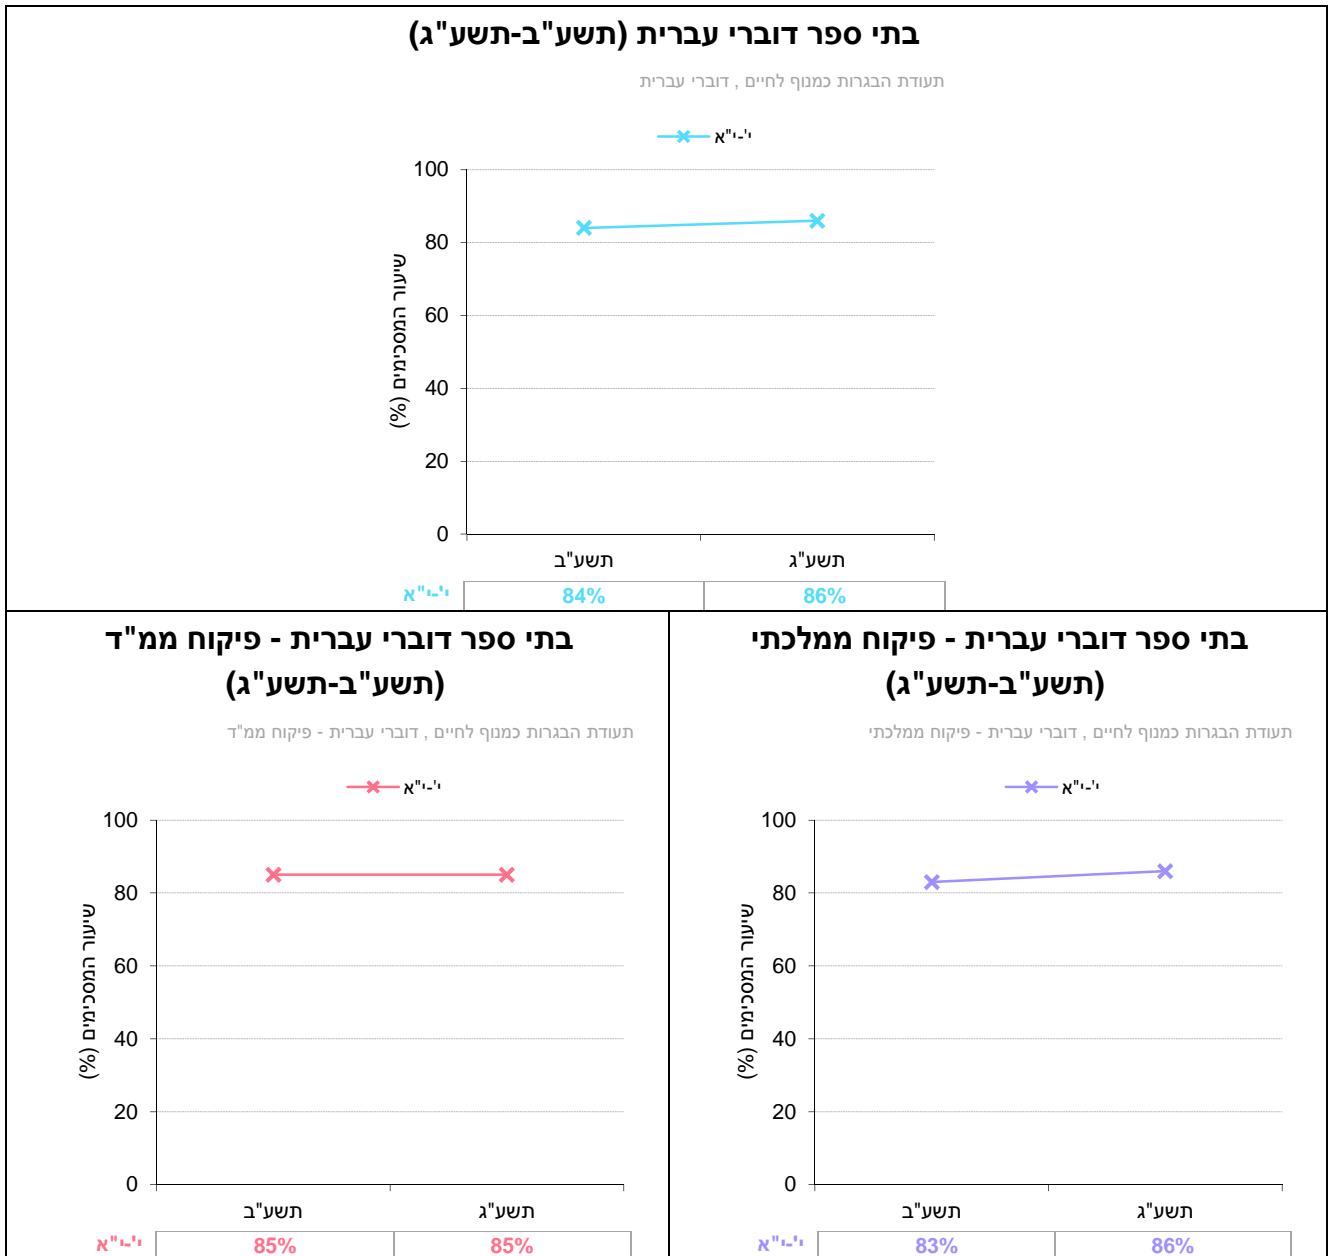 בתי ספר דוברי עברית (תשע"ב-תשע"ג)
תעודת הבגרות כמנוף לחיים , דוברי עברית
י'-י"א
100
80
60
40
20
0
שיעור המסכימים (%)
תשע"ב תשע"ג
י'-י"א 84% 86%
בתי ספר דוברי עברית - פיקוח ממלכתי
(תשע"ב-תשע"ג)
תעודת הבגרות כמנוף לחיים , דוברי עברית - פיקוח ממלכתי
י'-י"א
100
80
60
40
20
0
שיעור המסכימים (%)
תשע"ב תשע"ג
י'-י"א 83% 86%
בתי ספר דוברי עברית - פיקוח ממ"ד
(תשע"ב-תשע"ג)
תעודת הבגרות כמנוף לחיים , דוברי עברית - פיקוח ממ"ד
י'-י"א
100
80
60
40
20
0
שיעור המסכימים (%)
תשע"ב תשע"ג
י'-י"א 85% 85%